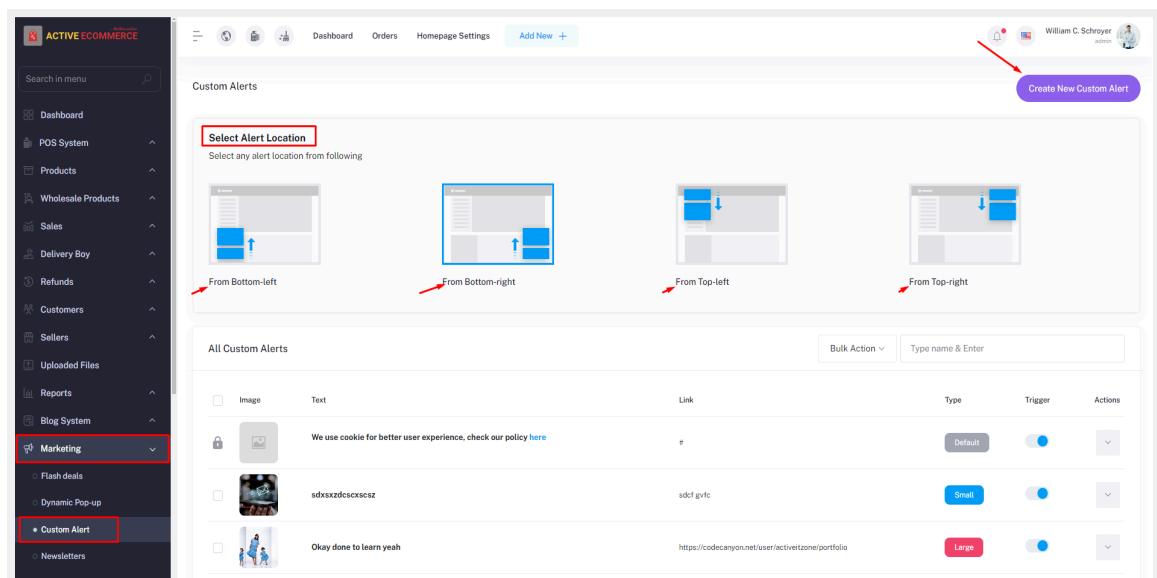 ACTIVE ECOMMERCE
Dashboard
Orders
Homepage Settings
Add New +
William C. Schroyer
admin
Search in menu
Dashboard
POS System
Products
Wholesale Products
Sales
Delivery Boy
Refunds
Customers
Sellers
Uploaded Files
Reports
Blog System
Marketing
Flash deals
Dynamic Pop-up
Custom Alert
Newsletters
Custom Alerts
Create New Custom Alert
Select Alert Location
Select any alert location from following
From Bottom-left
From Bottom-right
From Top-left
From Top-right
All Custom Alerts
Bulk Action
Type name & Enter
Image
Text
Link
Type
Trigger
Actions
We use cookie for better user experience, check our policy here
#
Default
sdxsxzdcscxscsz
sdcf gvfc
Small
Okay done to learn yeah
https://codecanyon.net/user/activeitzone/portfolio
Large